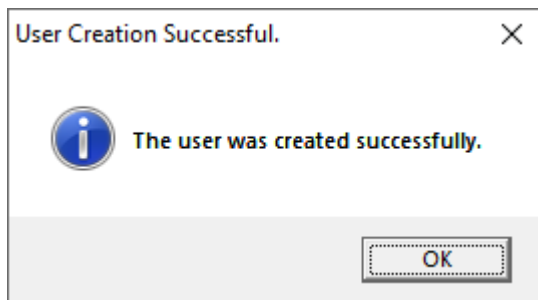 User Creation Successful.
The user was created successfully.
OK